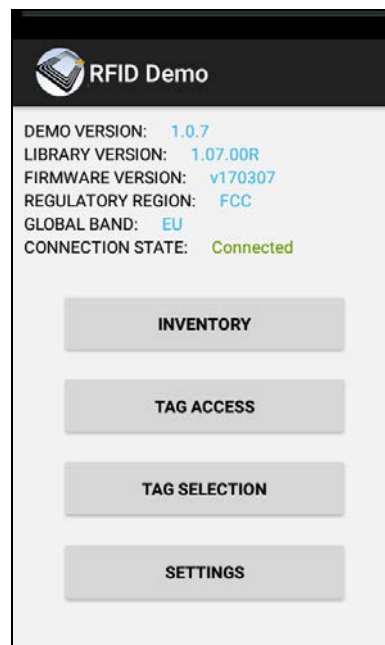 RFID Demo
DEMO VERSION: 1.0.7
LIBRARY VERSION: 1.07.00R
FIRMWARE VERSION: v170307
REGULATORY REGION: FCC
GLOBAL BAND: EU
CONNECTION STATE: Connected
INVENTORY
TAG ACCESS
TAG SELECTION
SETTINGS